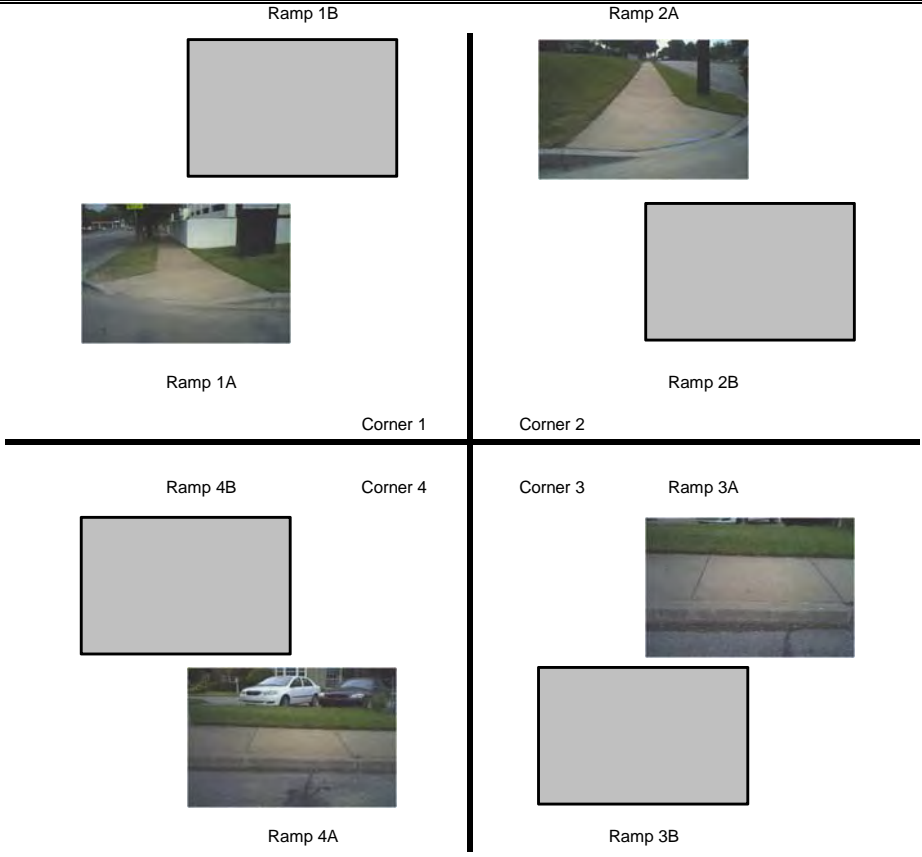 Ramp 1B
Ramp 2A
Ramp 1A
Ramp 2B
Corner 1
Corner 2
Ramp 4B
Corner 4
Corner 3
Ramp 3A
Ramp 4A
Ramp 3B